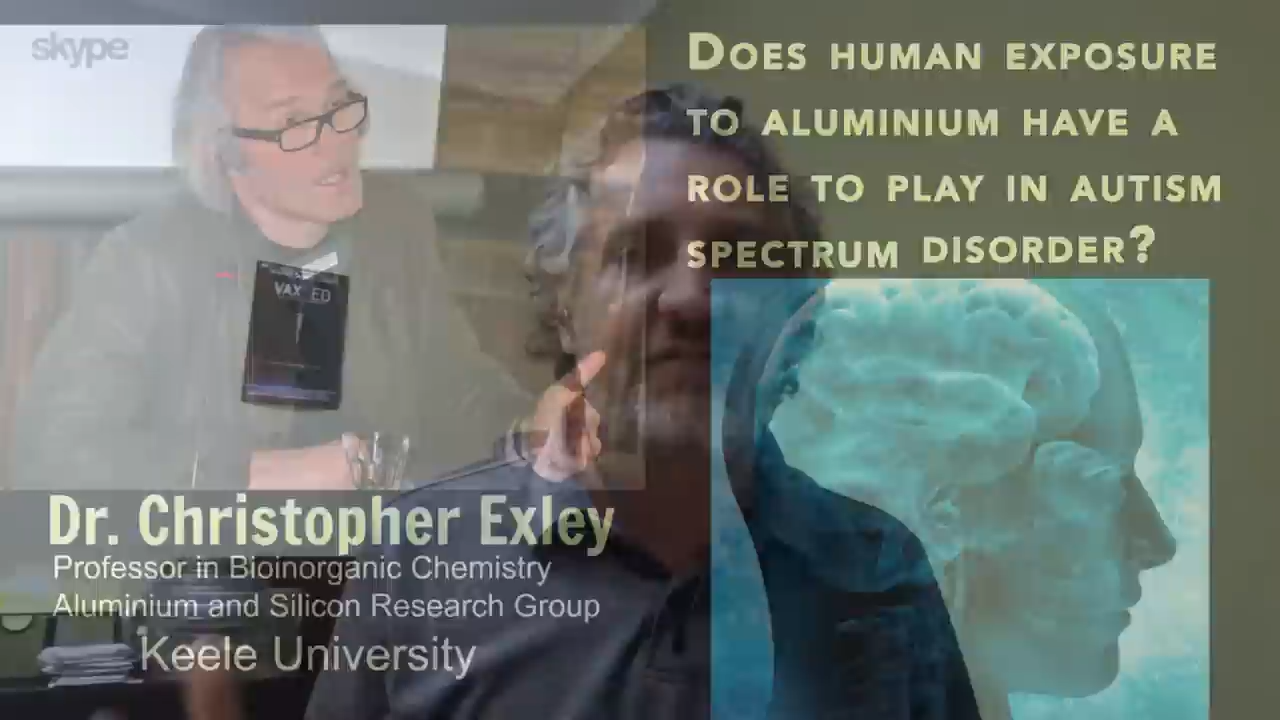 skype
VAXXED
Dr. Christopher Exley
Professor in Bioinorganic Chemistry
Aluminium and Silicon Research Group
Keele University
DOES HUMAN EXPOSURE
TO ALUMINIUM HAVE A
ROLE TO PLAY IN AUTISM
SPECTRUM DISORDER?